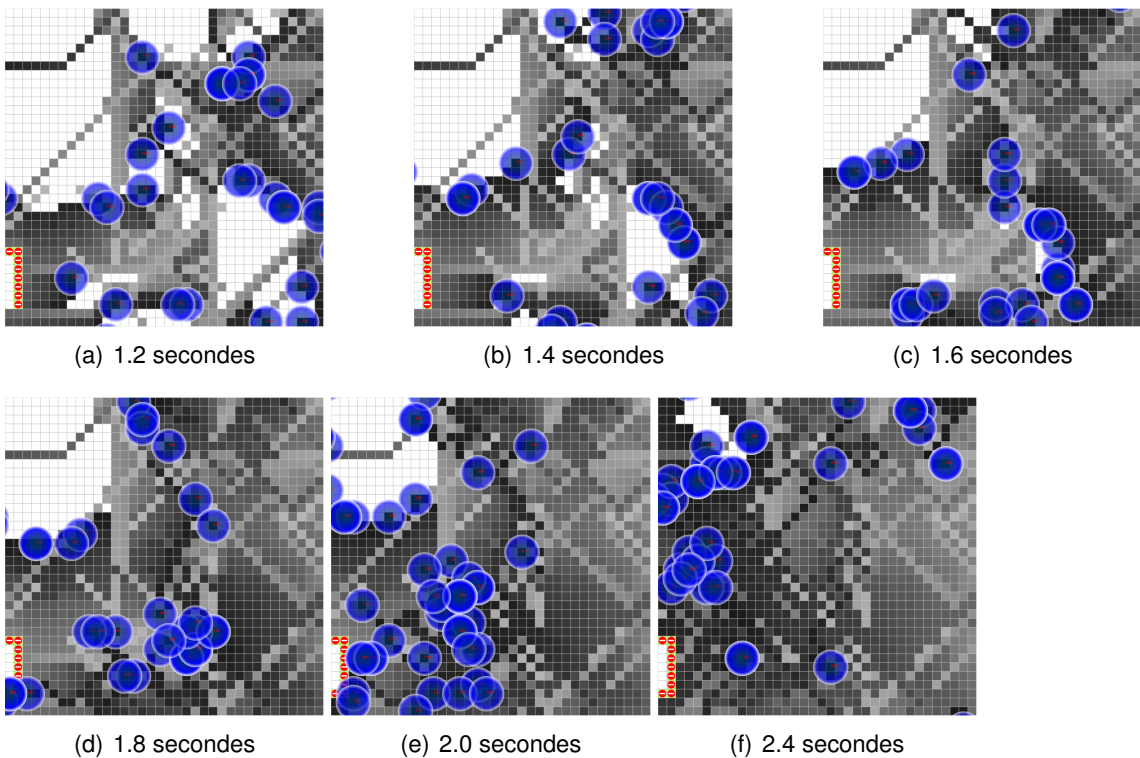 (a) 1.2 secondes
(b) 1.4 secondes
(c) 1.6 secondes
(d) 1.8 secondes
(e) 2.0 secondes
(f) 2.4 secondes